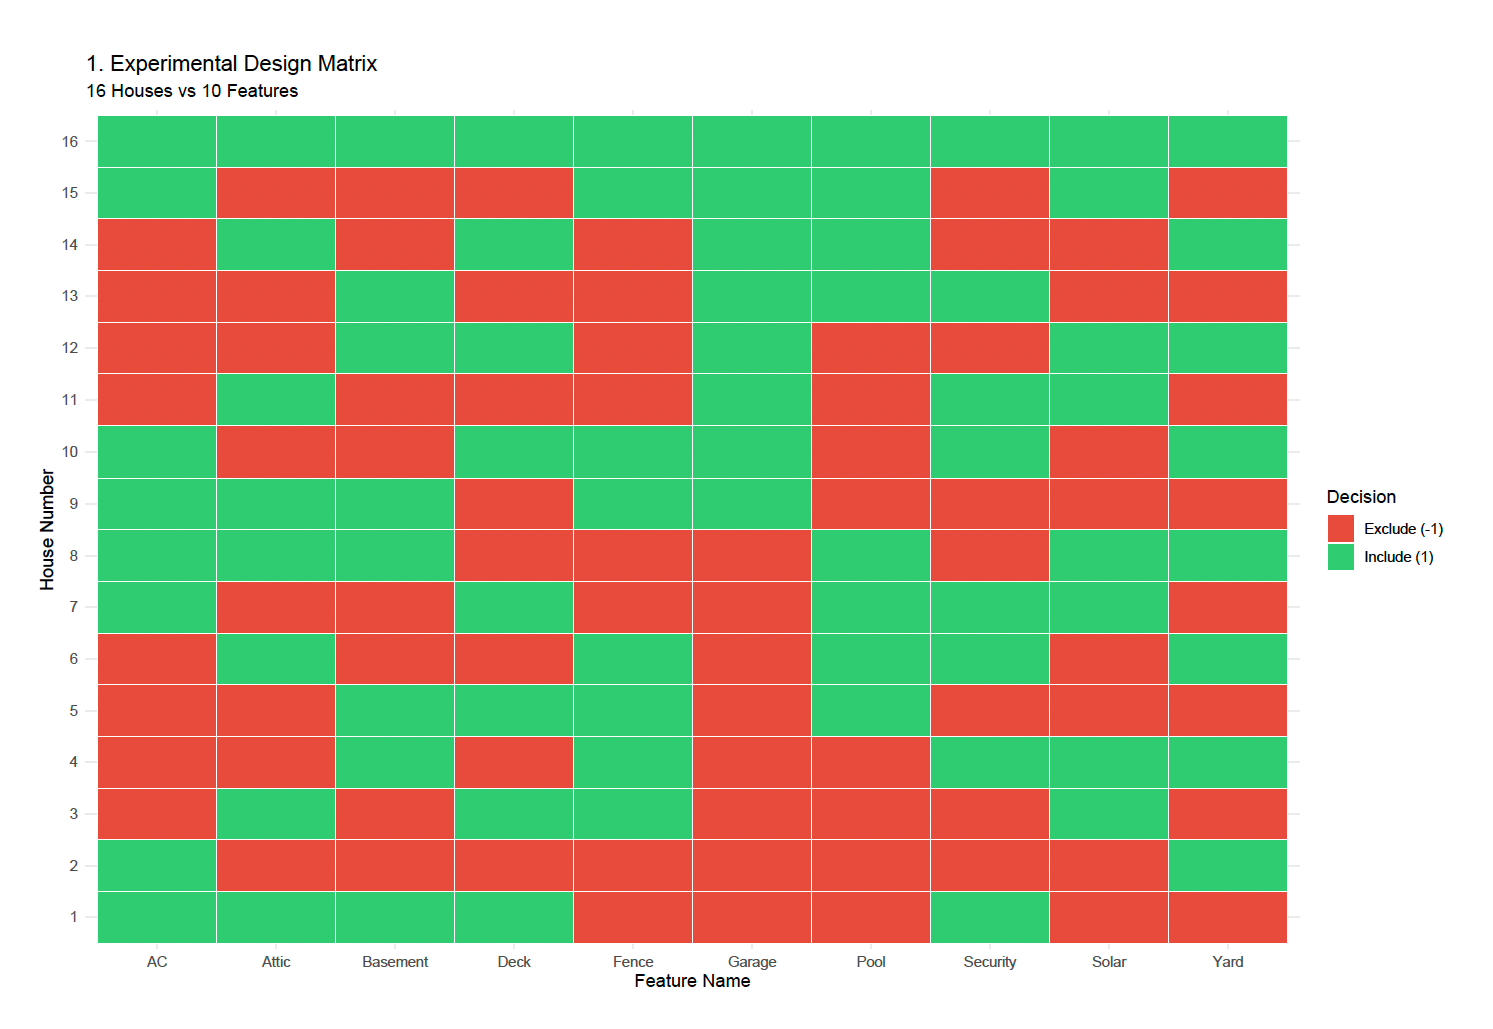 1. Experimental Design Matrix
16 Houses vs 10 Features
House Number
16
15
14
13
12
11
10
9
8
7
6
5
4
3
2
1
AC Attic Basement Deck Fence Garage Pool Security Solar Yard
Feature Name
Decision
Exclude (-1)
Include (1)